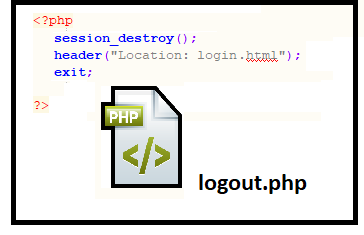 <?php
session_destroy();
header("Location: login.html");
exit;
?>
PHP
</>
logout.php